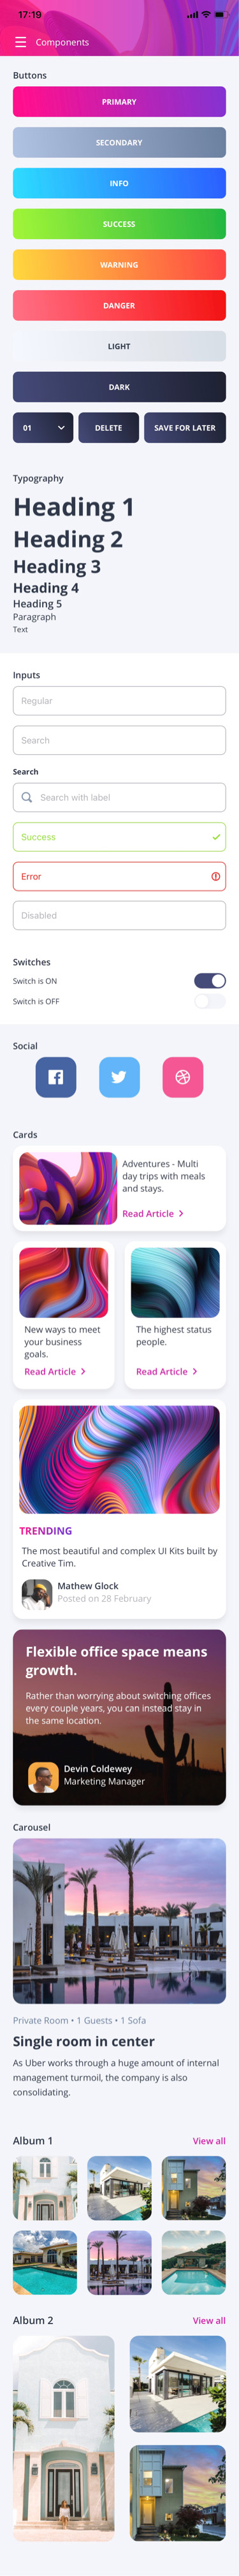 17:19
Components
Buttons
PRIMARY
SECONDARY
INFO
SUCCESS
WARNING
DANGER
LIGHT
DARK
01
DELETE
SAVE FOR LATER
Typography
Heading 1
Heading 2
Heading 3
Heading 4
Heading 5
Paragraph
Text
Inputs
Regular
Search
Search
Search with label
Success
Error
Disabled
Switches
Switch is ON
Switch is OFF
Social
Cards
Adventures - Multi
day trips with meals
and stays.
Read Article
New ways to meet
your business
goals.
Read Article
The highest status
people.
Read Article
TRENDING
The most beautiful and complex UI Kits built by
Creative Tim.
Mathew Glock
Posted on 28 February
Flexible office space means
growth.
Rather than worrying about switching offices
every couple years, you can instead stay in
the same location.
Devin Coldewey
Marketing Manager
Carousel
Private Room • 1 Guests • 1 Sofa
Single room in center
As Uber works through a huge amount of internal
management turmoil, the company is also
consolidating.
Album 1
View all
Album 2
View all